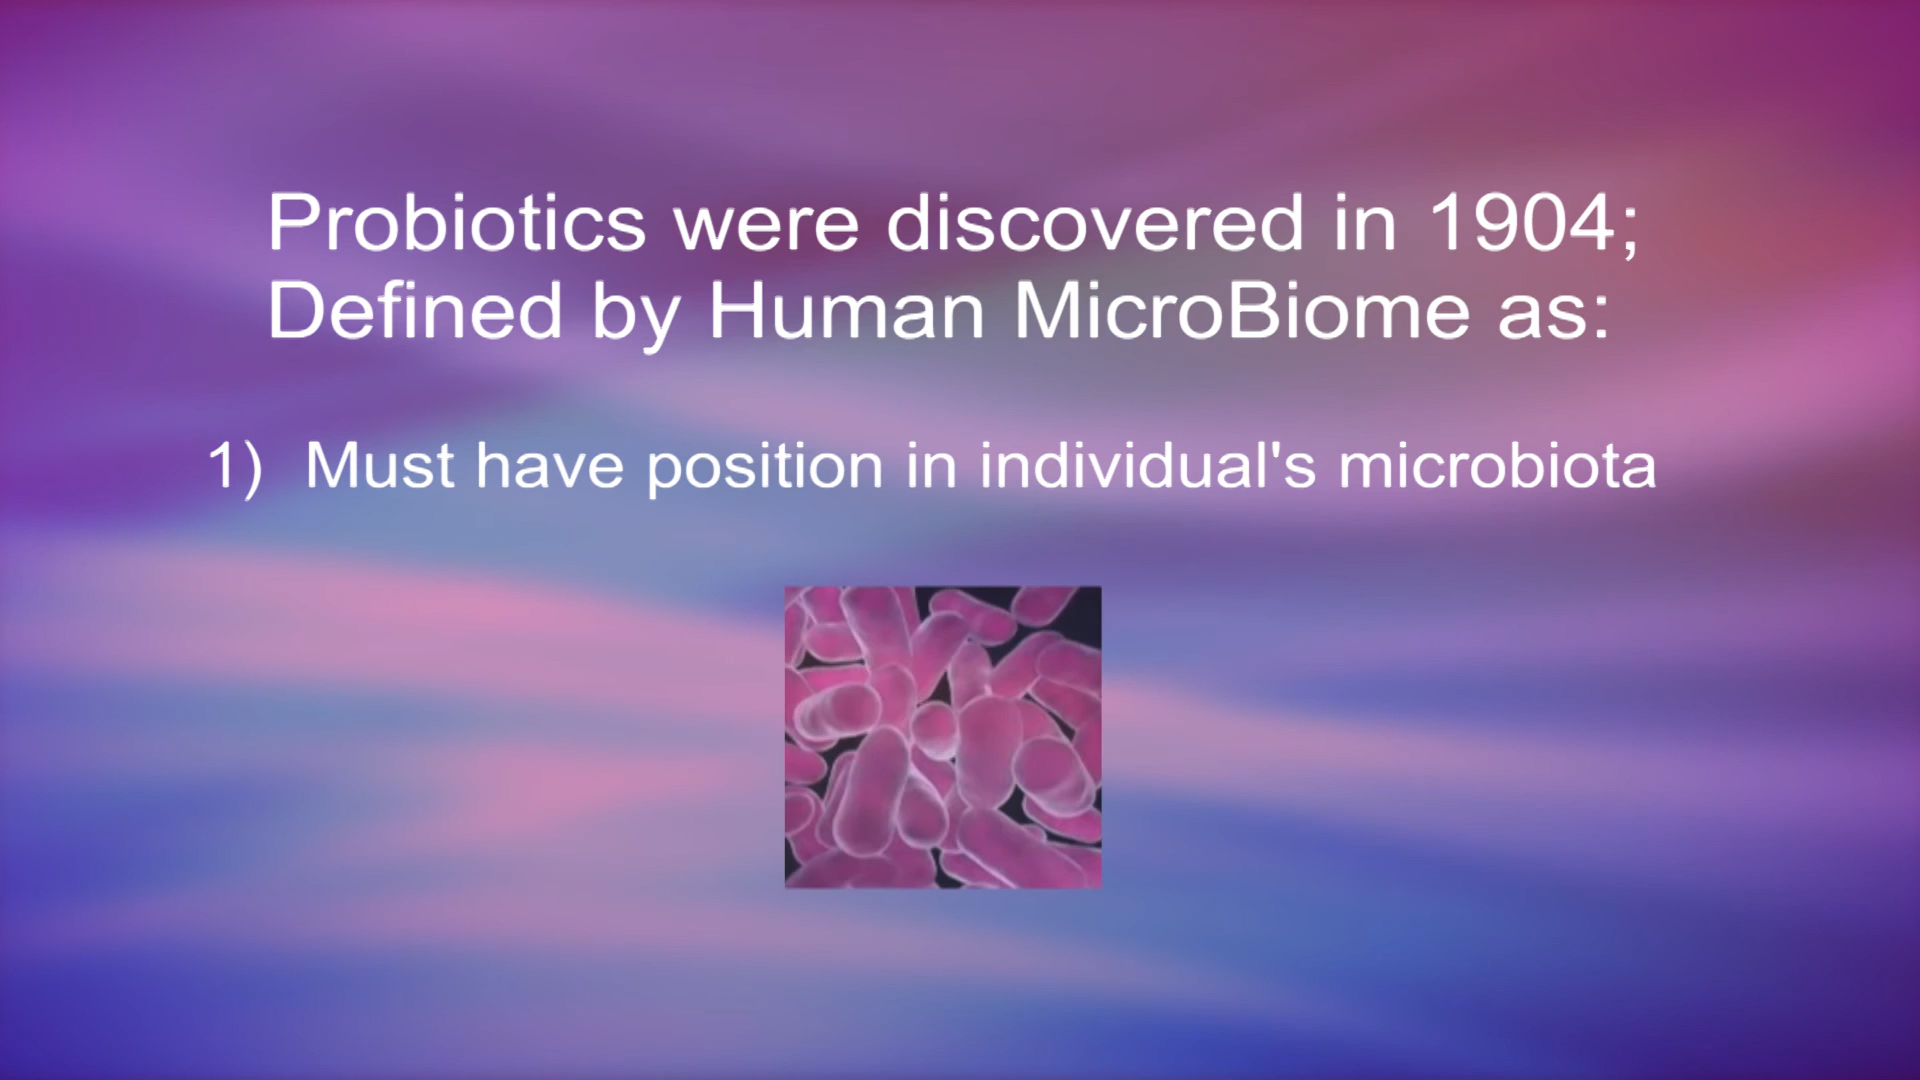 Probiotics were discovered in 1904;
Defined by Human MicroBiome as:
1) Must have position in individual's microbiota